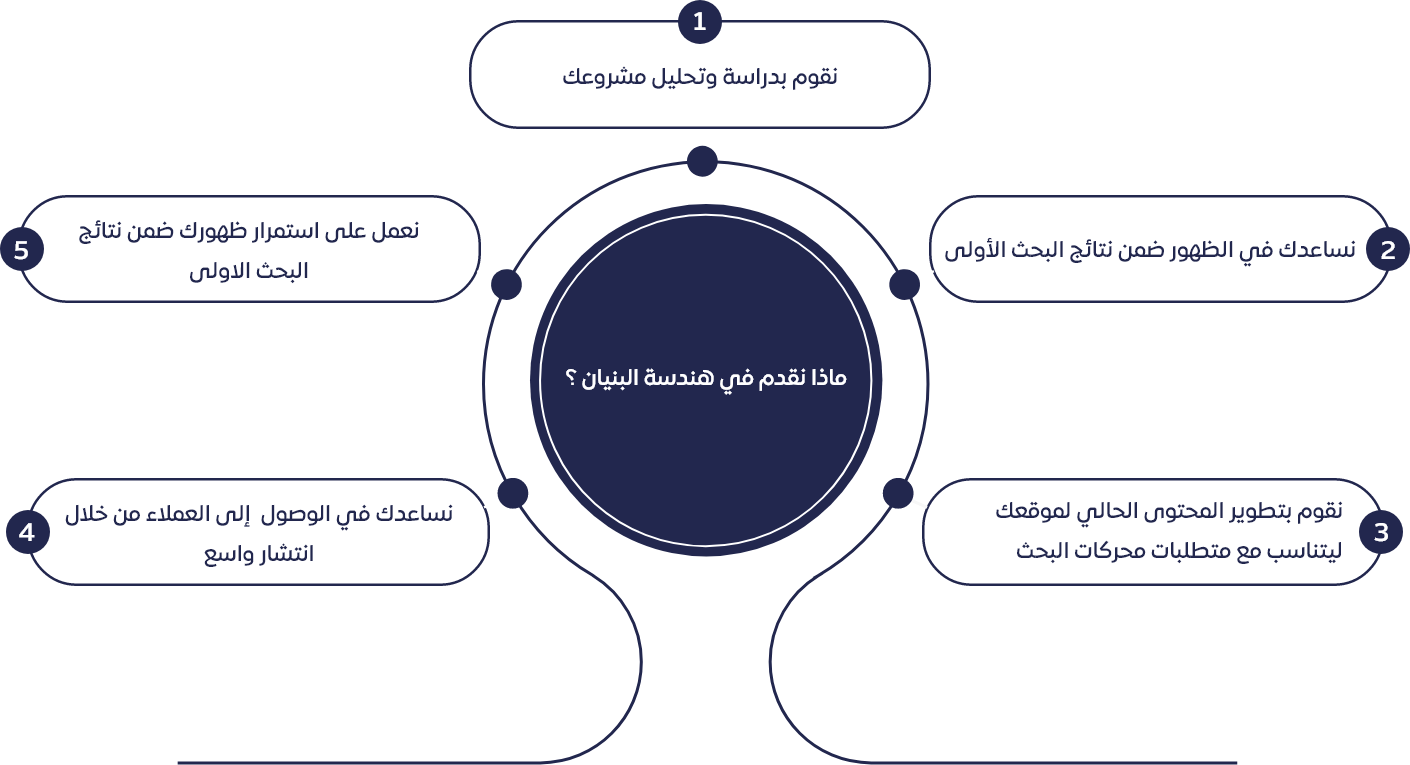 1
نقوم بدراسة وتحليل مشروعك
2
نساعدك في الظهور ضمن نتائج البحث الأولى
3
نقوم بتطوير المحتوى الحالي لموقعك
ليتناسب مع متطلبات محركات البحث
4
نساعدك في الوصول إلى العملاء من خلال
انتشار واسع
5
نعمل على استمرار ظهورك ضمن نتائج
البحث الاولى
ماذا نقدم في هندسة البنيان ؟